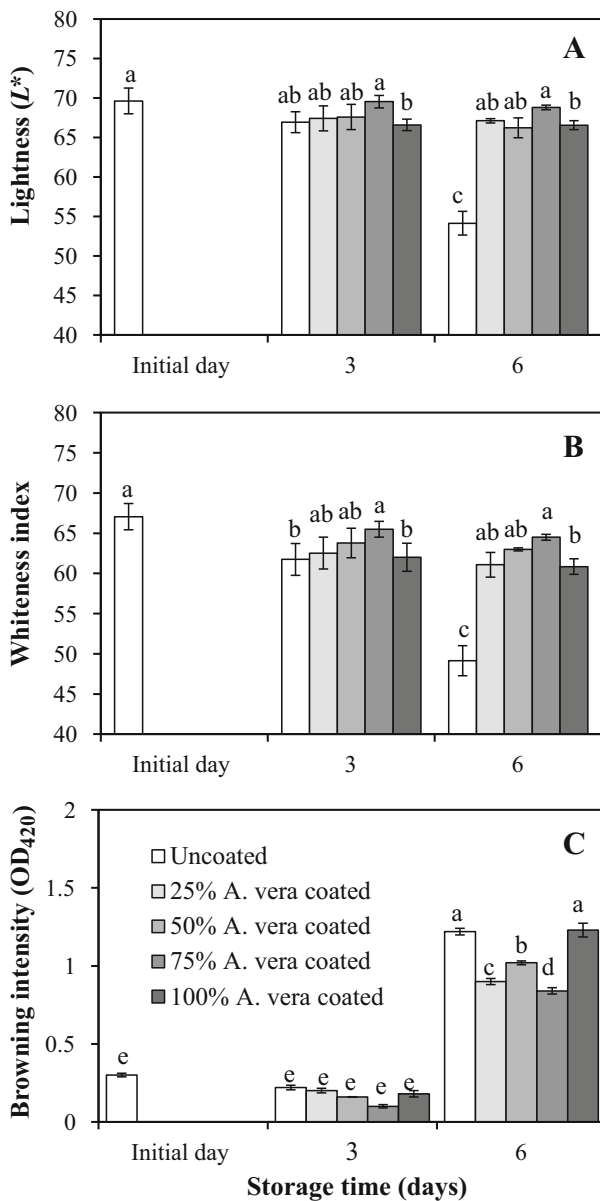 80
A
75
70
65
60
55
50
45
40
Lightness (L*)
a
ab
ab
ab
a
b
c
ab
ab
a
b
Initial day
3
6
80
B
75
70
65
60
55
50
45
40
Whiteness index
a
b
ab
ab
a
b
c
ab
ab
a
b
Initial day
3
6
2
C
1.5
1
0.5
0
Browning intensity (OD420)
Uncoated
25% A. vera coated
50% A. vera coated
75% A. vera coated
100% A. vera coated
e
e
e
e
e
e
a
c
b
d
a
Initial day
3
6
Storage time (days)